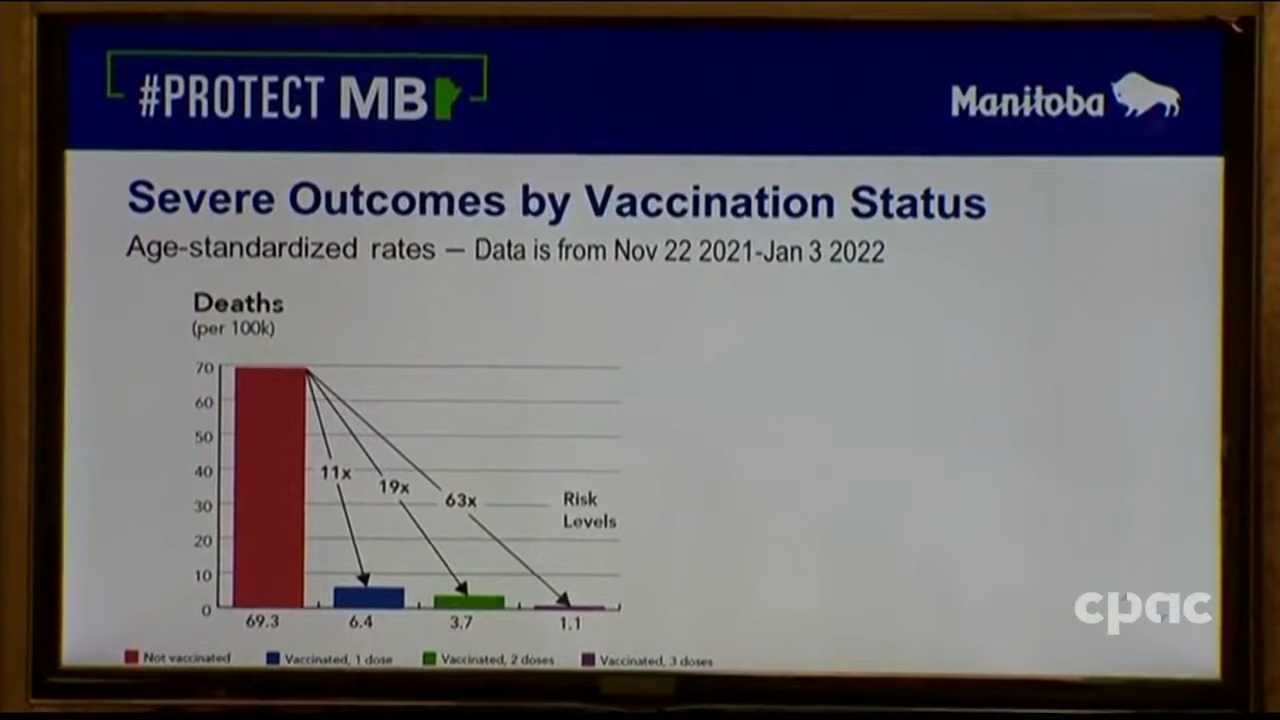 #PROTECT MB
Manitoba
Severe Outcomes by Vaccination Status
Age-standardized rates — Data is from Nov 22 2021-Jan 3 2022
Deaths
(per 100k)
70
60
50
40
30
20
10
0
11x
19x
63x
Risk
Levels
69.3 6.4 3.7 1.1
Not vaccinated Vaccinated, 1 dose Vaccinated, 2 doses Vaccinated, 3 doses
cpac